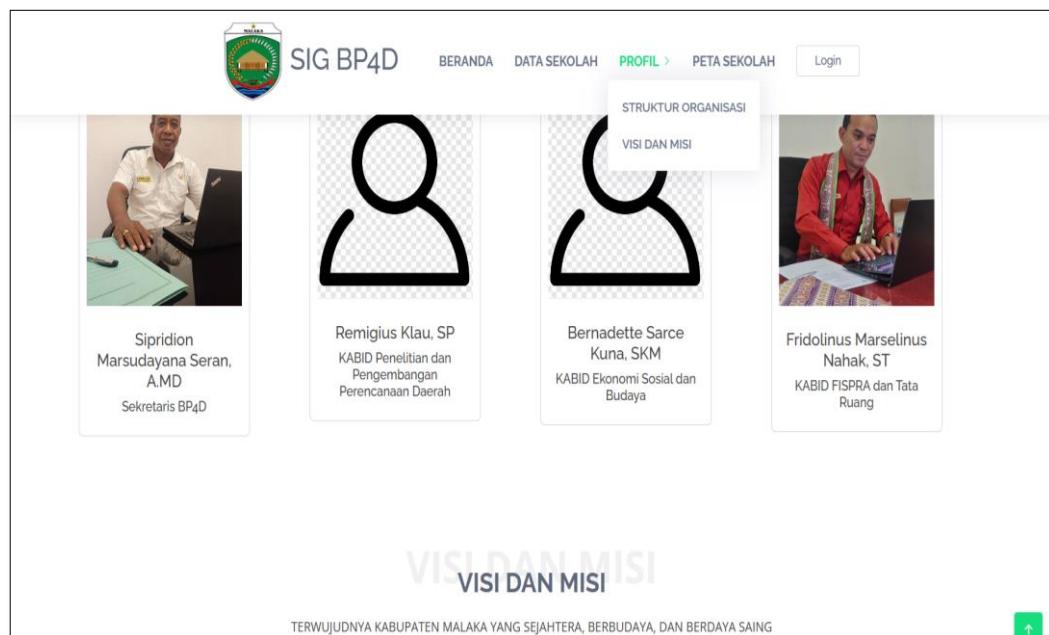 MALAKA
SIG BP4D
BERANDA
DATA SEKOLAH
PROFIL >
PETA SEKOLAH
Login
STRUKTUR ORGANISASI
VISI DAN MISI
Sipridion
Marsudayana Seran,
A.MD
Sekretaris BP4D
Remigius Klau, SP
KABID Penelitian dan
Pengembangan
Perencanaan Daerah
Bernadette Sarce
Kuna, SKM
KABID Ekonomi Sosial dan
Budaya
Fridolinus Marselinus
Nahak, ST
KABID FISPRA dan Tata
Ruang
VISI DAN MISI
VISI DAN MISI
TERWUJUDNYA KABUPATEN MALAKA YANG SEJAHTERA, BERBUDAYA, DAN BERDAYA SAING